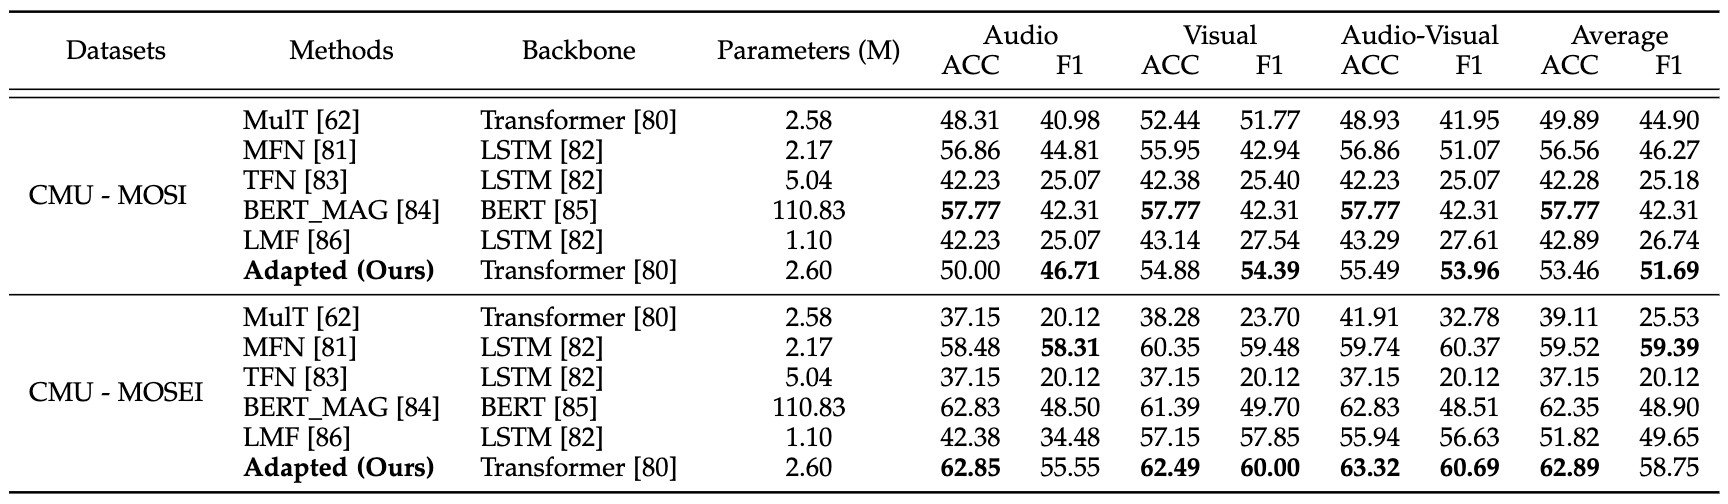 Datasets Methods Backbone Parameters (M) Audio Visual Audio-Visual Average
ACC F1 ACC F1 ACC F1 ACC F1
CMU - MOSI
MulT [62] Transformer [80] 2.58 48.31 40.98 52.44 51.77 48.93 41.95 49.89 44.90
MFN [81] LSTM [82] 2.17 56.86 44.81 55.95 42.94 56.86 51.07 56.56 46.27
TFN [83] LSTM [82] 5.04 42.23 25.07 42.38 25.40 42.23 25.07 42.28 25.18
BERT_MAG [84] BERT [85] 110.83 57.77 42.31 57.77 42.31 57.77 42.31 57.77 42.31
LMF [86] LSTM [82] 1.10 42.23 25.07 43.14 27.54 43.29 27.61 42.89 26.74
Adapted (Ours) Transformer [80] 2.60 50.00 46.71 54.88 54.39 55.49 53.96 53.46 51.69
CMU - MOSEI
MulT [62] Transformer [80] 2.58 37.15 20.12 38.28 23.70 41.91 32.78 39.11 25.53
MFN [81] LSTM [82] 2.17 58.48 58.31 60.35 59.48 59.74 60.37 59.52 59.39
TFN [83] LSTM [82] 5.04 37.15 20.12 37.15 20.12 37.15 20.12 37.15 20.12
BERT_MAG [84] BERT [85] 110.83 62.83 48.50 61.39 49.70 62.83 48.51 62.35 48.90
LMF [86] LSTM [82] 1.10 42.38 34.48 57.15 57.85 55.94 56.63 51.82 49.65
Adapted (Ours) Transformer [80] 2.60 62.85 55.55 62.49 60.00 63.32 60.69 62.89 58.75